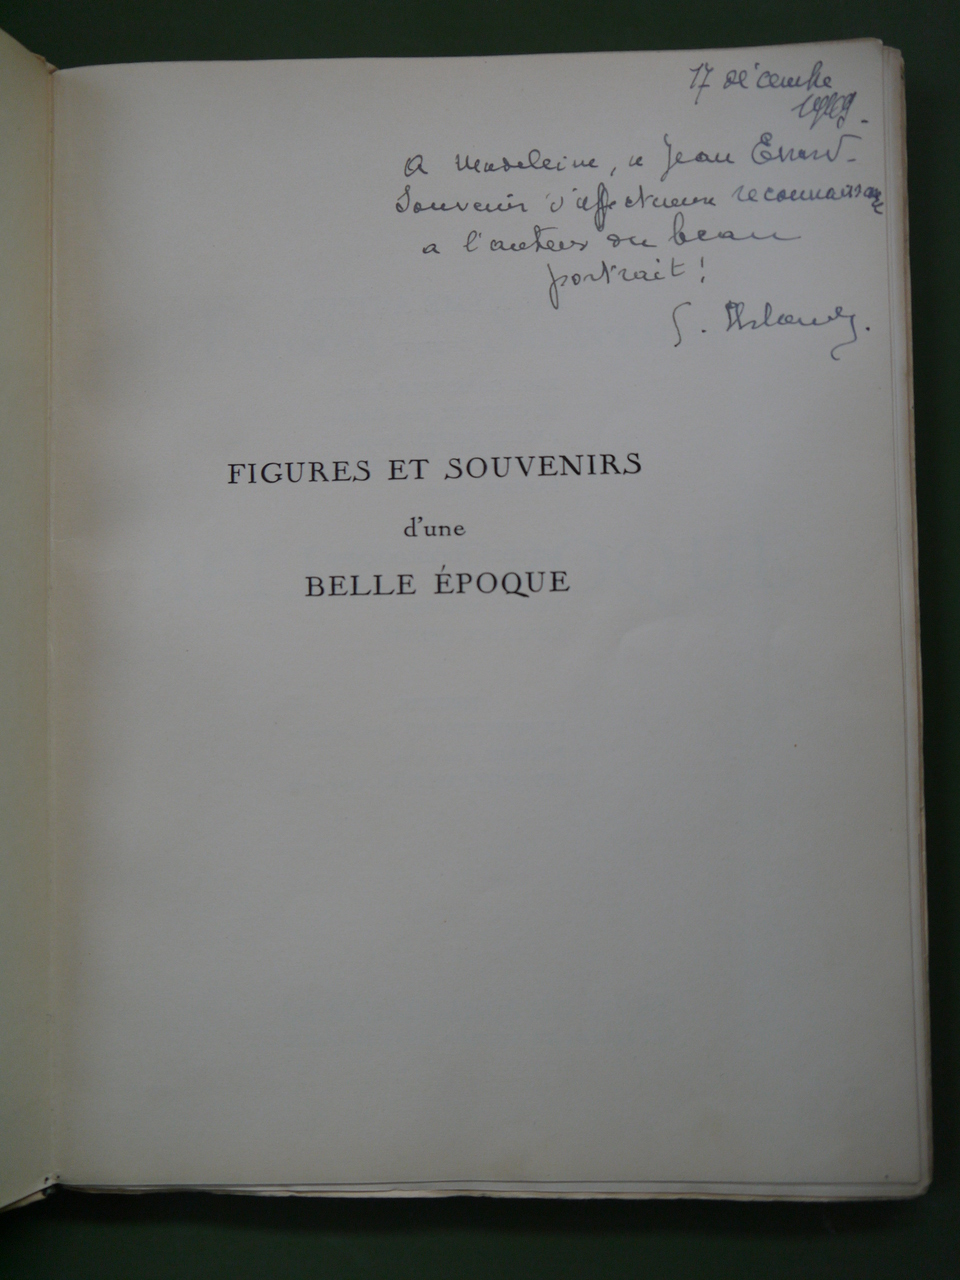 17 décembre
1949.
A Madeleine, a Jean
Souvenir d'affectueuse reconnaissance
a l'auteur du beau
portrait!
FIGURES ET SOUVENIRS
d'une
BELLE ÉPOQUE